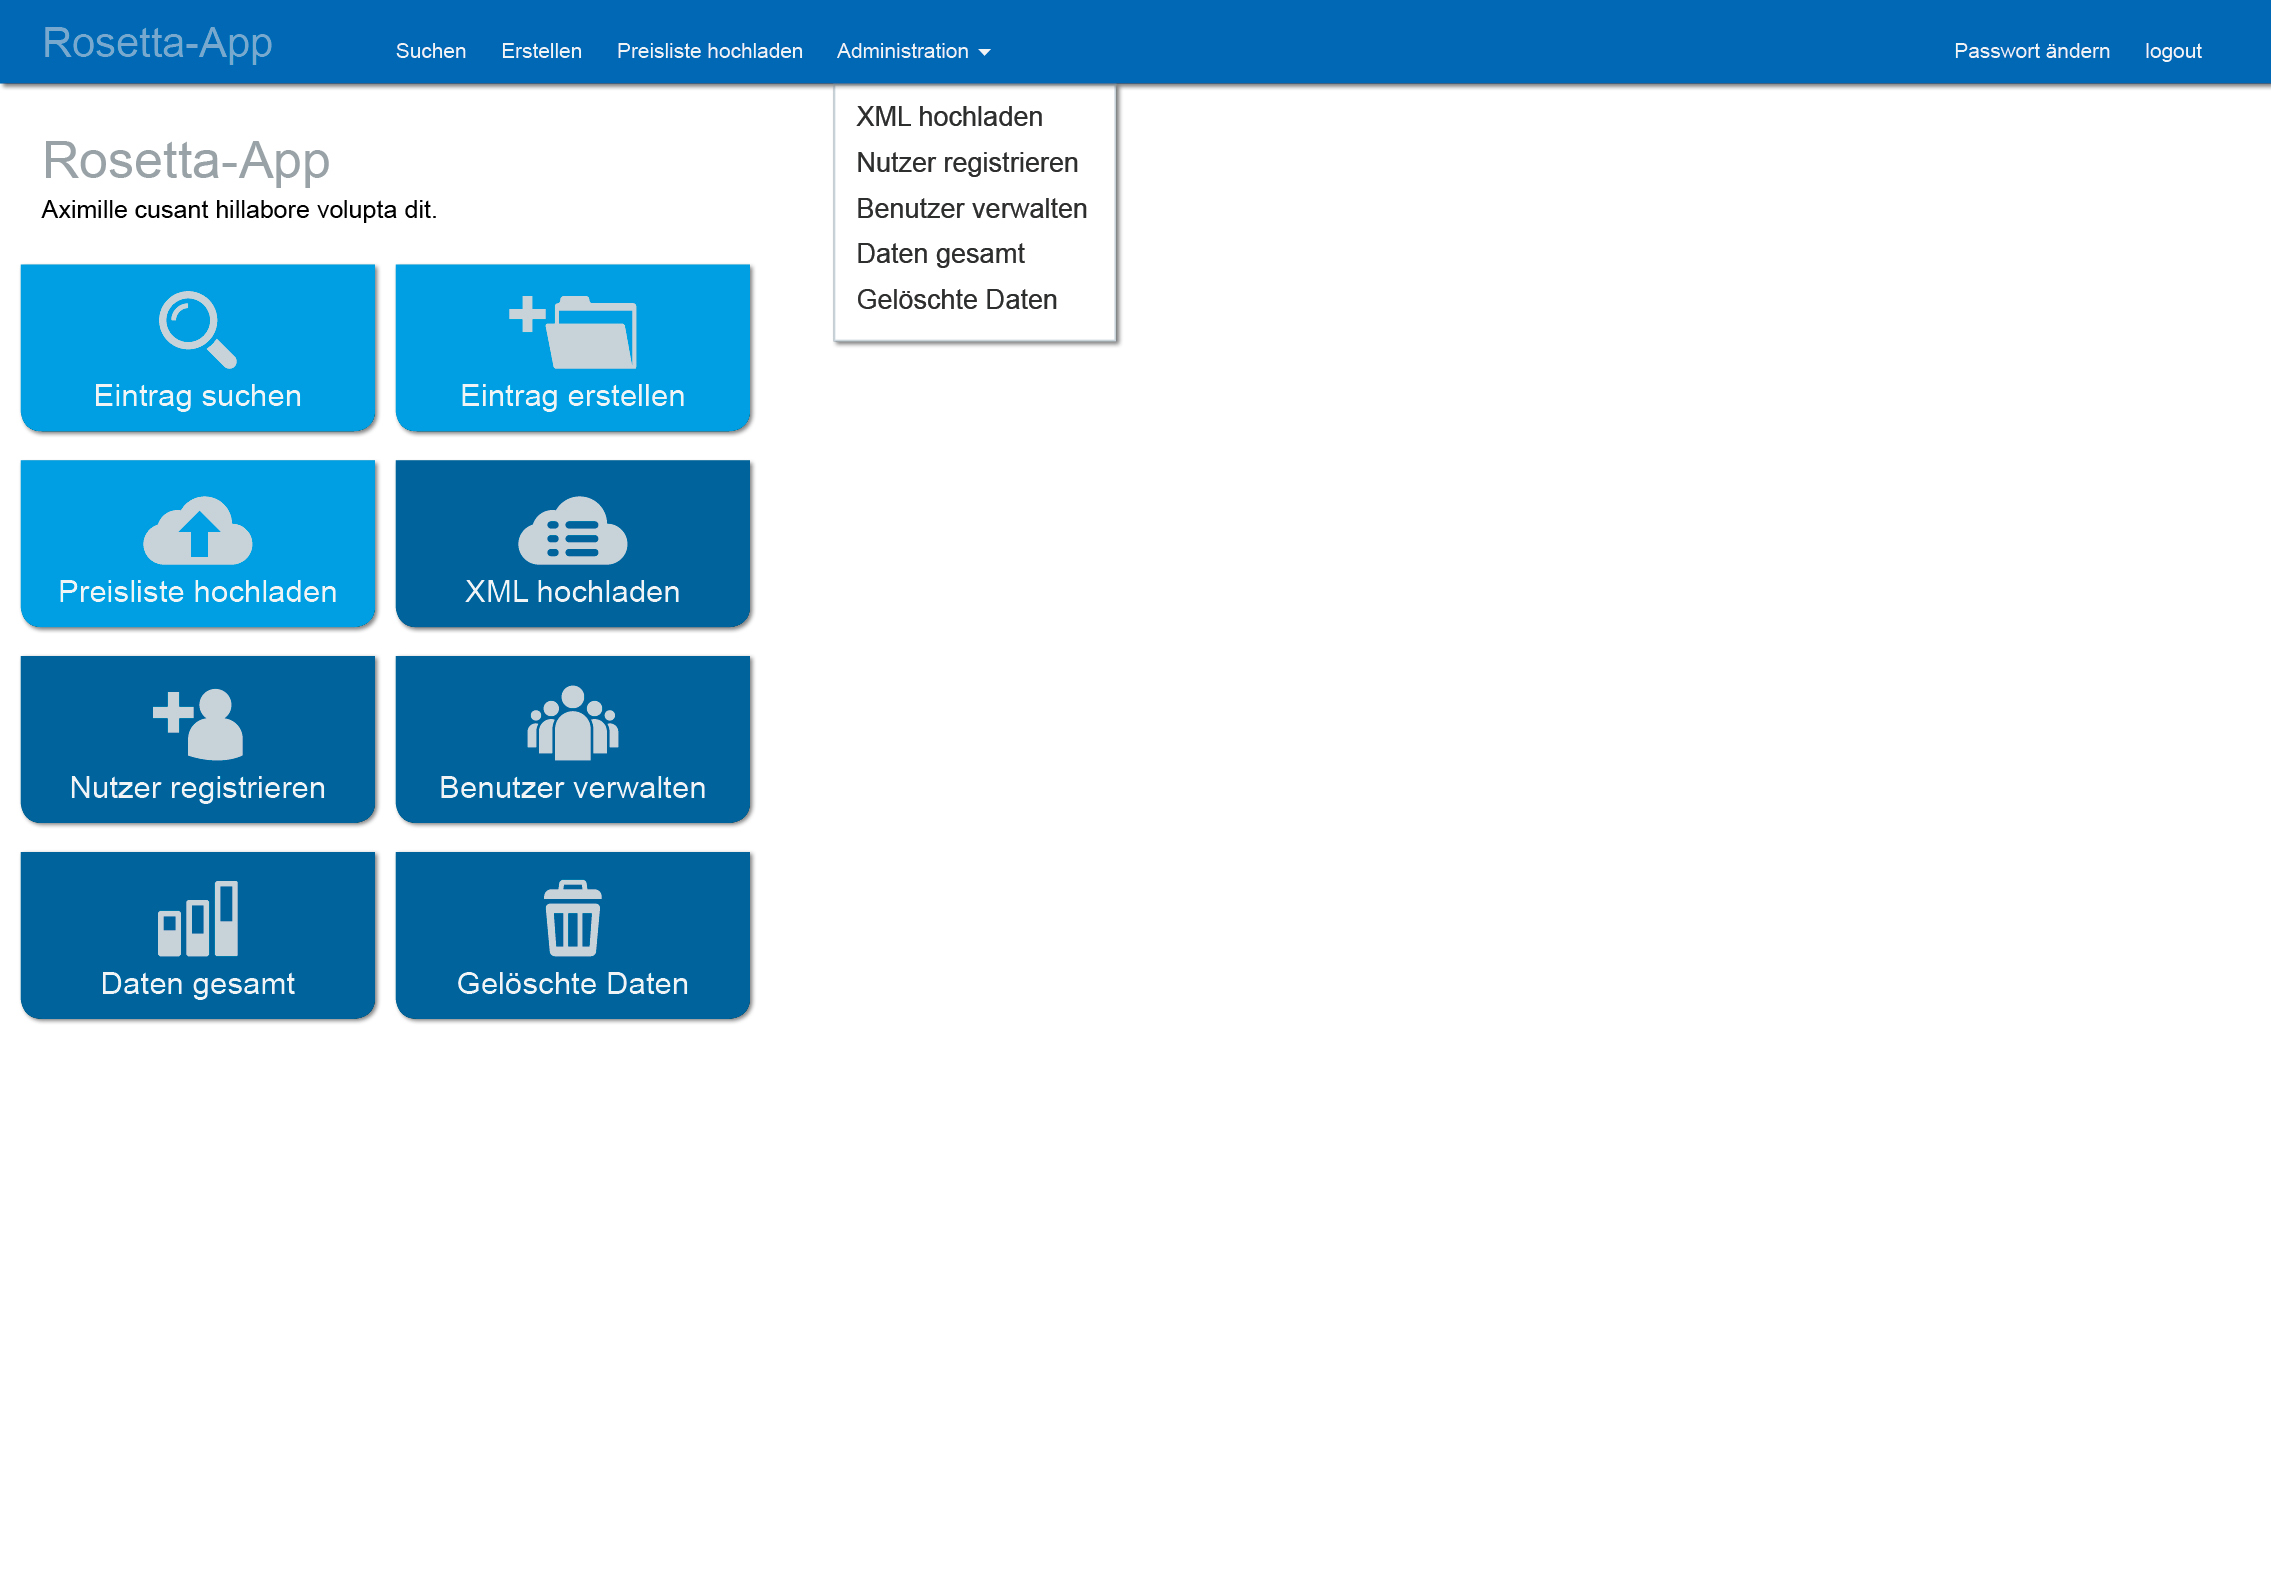 Rosetta-App
Suchen Erstellen Preisliste hochladen Administration
Passwort ändern logout
XML hochladen
Nutzer registrieren
Benutzer verwalten
Daten gesamt
Gelöschte Daten
Rosetta-App
Aximille cusant hillabore volupta dit.
Eintrag suchen
Eintrag erstellen
Preisliste hochladen
XML hochladen
Nutzer registrieren
Benutzer verwalten
Daten gesamt
Gelöschte Daten